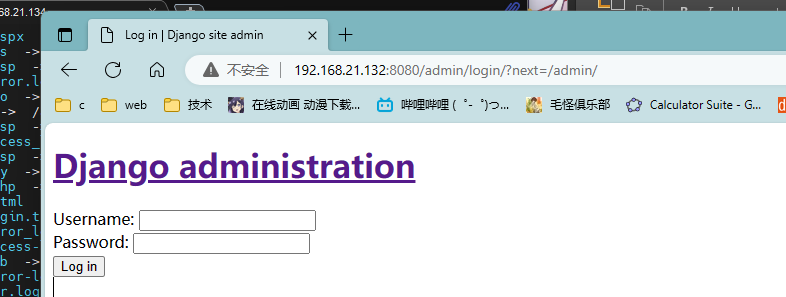 68.21.134
spx
s ->
sp ->
ror.l
o ->
-> /
sp ->
cess_
sp ->
y ->
hp ->
tml
gin.t
ror_l
cess-
b ->
ror-l
r.log
Log in | Django site admin
不安全 192.168.21.132:8080/admin/login/?next=/admin/
c web 技术 在线动画 动漫下载... 哔哩哔哩 ( ゜- ゜)つ... 毛怪俱乐部 Calculator Suite - G...
Django administration
Username:
Password:
Log in